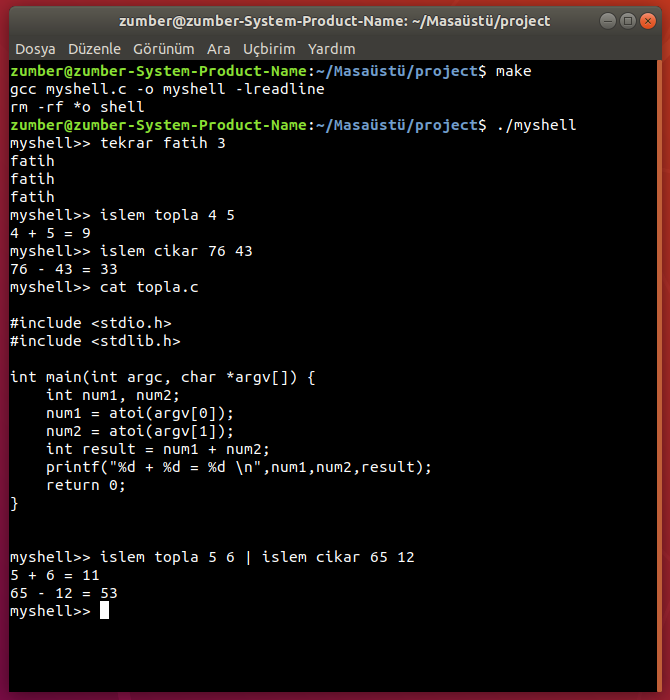 zumber@zumber-System-Product-Name: ~/Masaüstü/project
Dosya Düzenle Görünüm Ara Uçbirim Yardım
zumber@zumber-System-Product-Name:~/Masaüstü/project$ make
gcc myshell.c -o myshell -lreadline
rm -rf *o shell
zumber@zumber-System-Product-Name:~/Masaüstü/project$ ./myshell
myshell>> tekrar fatih 3
fatih
fatih
fatih
myshell>> islem topla 4 5
4 + 5 = 9
myshell>> islem cikar 76 43
76 - 43 = 33
myshell>> cat topla.c

#include <stdio.h>
#include <stdlib.h>

int main(int argc, char *argv[]) {
    int num1, num2;
    num1 = atoi(argv[0]);
    num2 = atoi(argv[1]);
    int result = num1 + num2;
    printf("%d + %d = %d \n",num1,num2,result);
    return 0;
}

myshell>> islem topla 5 6 | islem cikar 65 12
5 + 6 = 11
65 - 12 = 53
myshell>>